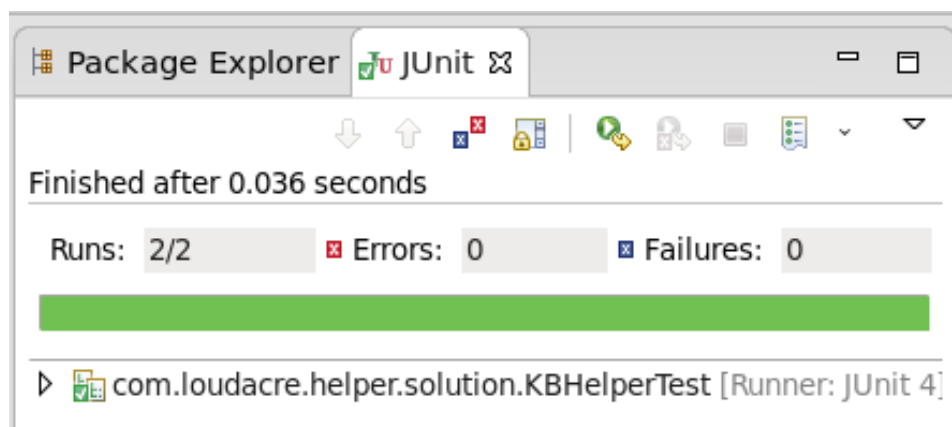 Package Explorer JUnit
Finished after 0.036 seconds
Runs: 2/2 Errors: 0 Failures: 0
com.loudacre.helper.solution.KBHelperTest [Runner: JUnit 4]